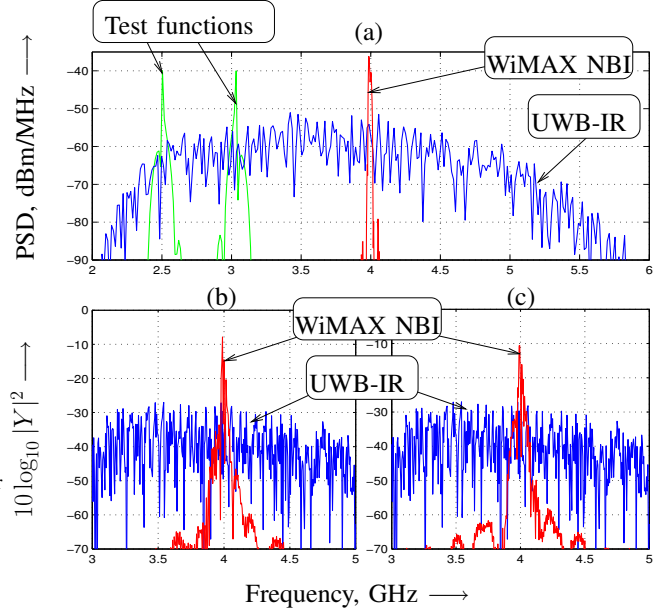 Test functions
(a)
WiMAX NBI
UWB-IR
PSD, dBm/MHz →
−40
−50
−60
−70
−80
−90
2 2.5 3 3.5 4 4.5 5 5.5 6
(b) (c)
WiMAX NBI
UWB-IR
10 log₁₀ |Y|² →
0
−10 −10
−20 −20
−30 −30
−40 −40
−50 −50
−60 −60
−70 −70
3 3.5 4 4.5 5 3 3.5 4 4.5 5
Frequency, GHz →